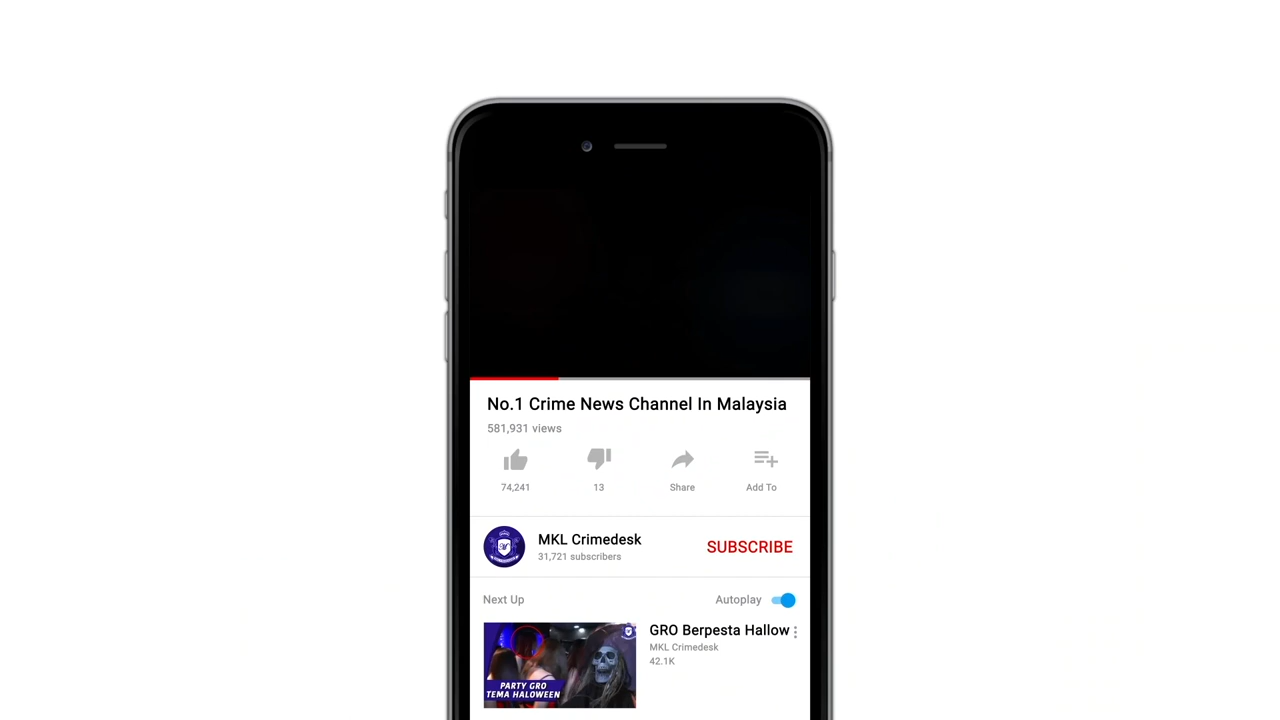 No.1 Crime News Channel In Malaysia
581,931 views
74,241
13
Share
Add To
MKL Crimedesk
31,721 subscribers
SUBSCRIBE
Next Up
Autoplay
GRO Berpesta Hallow
MKL Crimedesk
42.1K
PARTY GRO
TEMA HALOWEEN